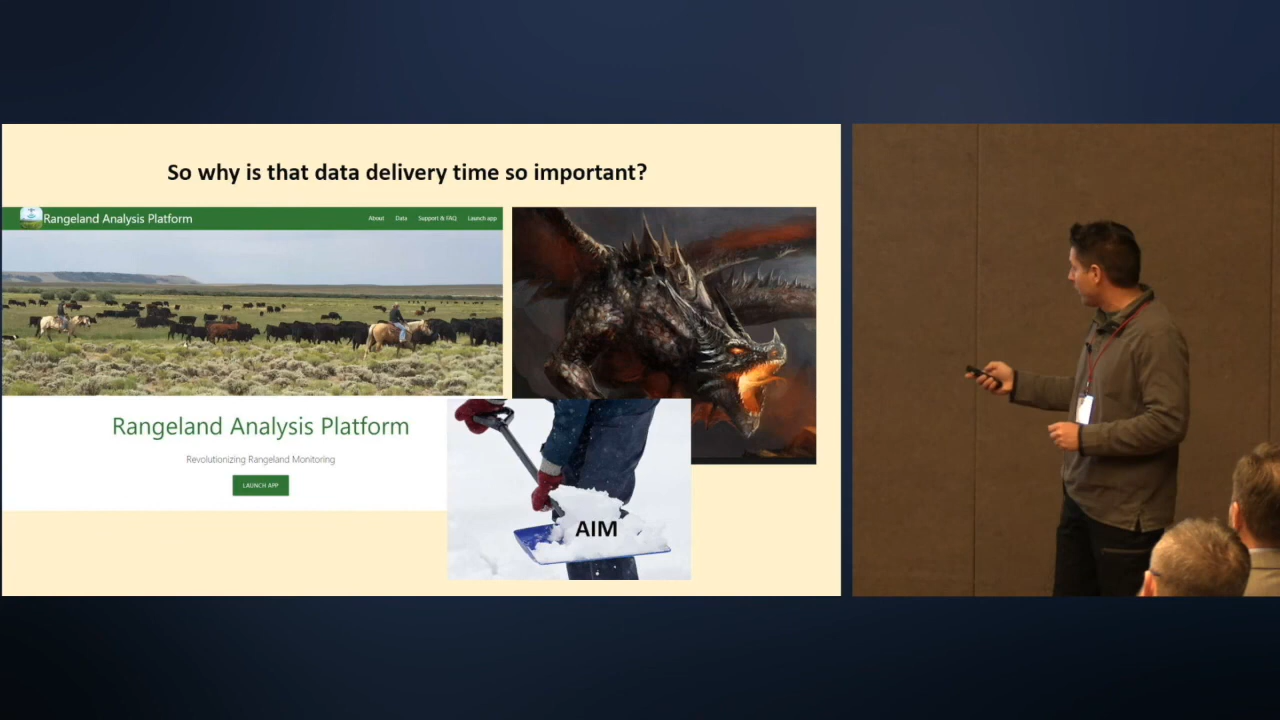 So why is that data delivery time so important?
Rangeland Analysis Platform
About Data Support & FAQ Launch app
Rangeland Analysis Platform
Revolutionizing Rangeland Monitoring
LAUNCH APP
AIM